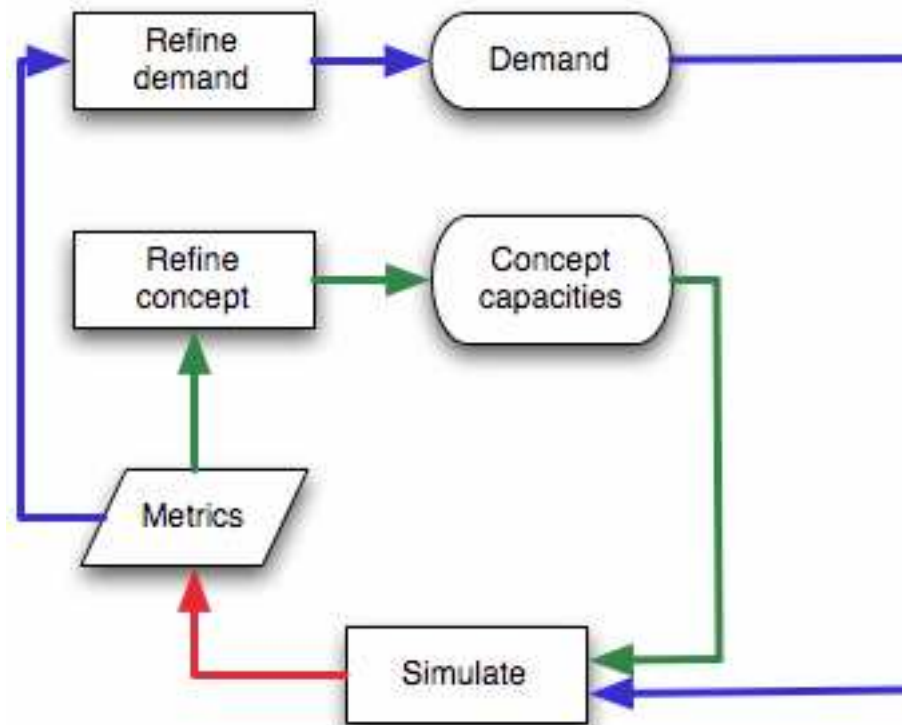 Refine
demand
Demand
Refine
concept
Concept
capacities
Metrics
Simulate